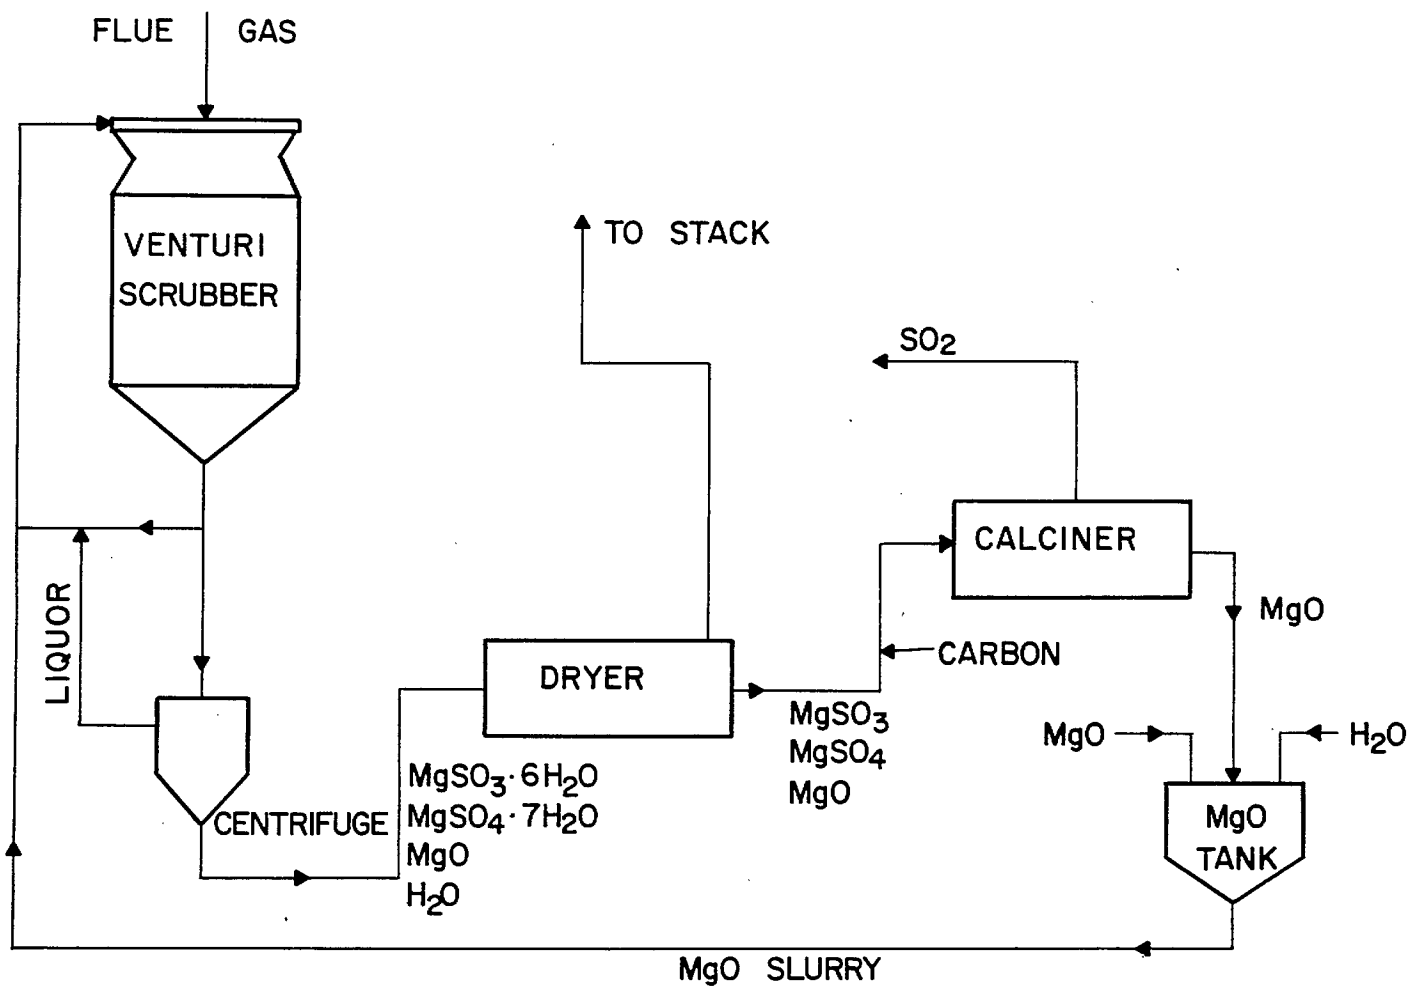 FLUE GAS
VENTURI
SCRUBBER
TO STACK
SO2
CALCINER
MgO
LIQUOR
CARBON
DRYER
MgSO3
MgSO4
MgO
MgO
H2O
MgSO3·6H2O
MgSO4·7H2O
MgO
H2O
CENTRIFUGE
MgO
TANK
MgO SLURRY